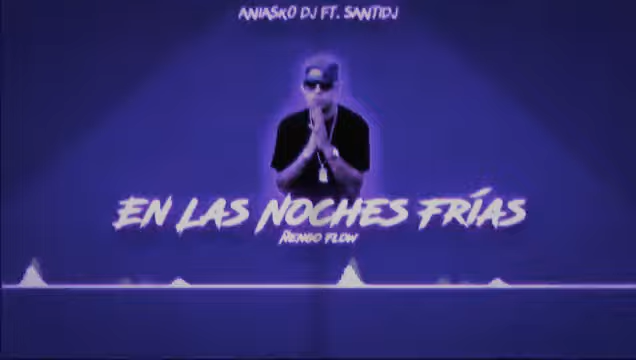 ANIASKO DJ FT. SANTIDJ
EN LAS NOCHES FRÍAS
ÑENGO FLOW